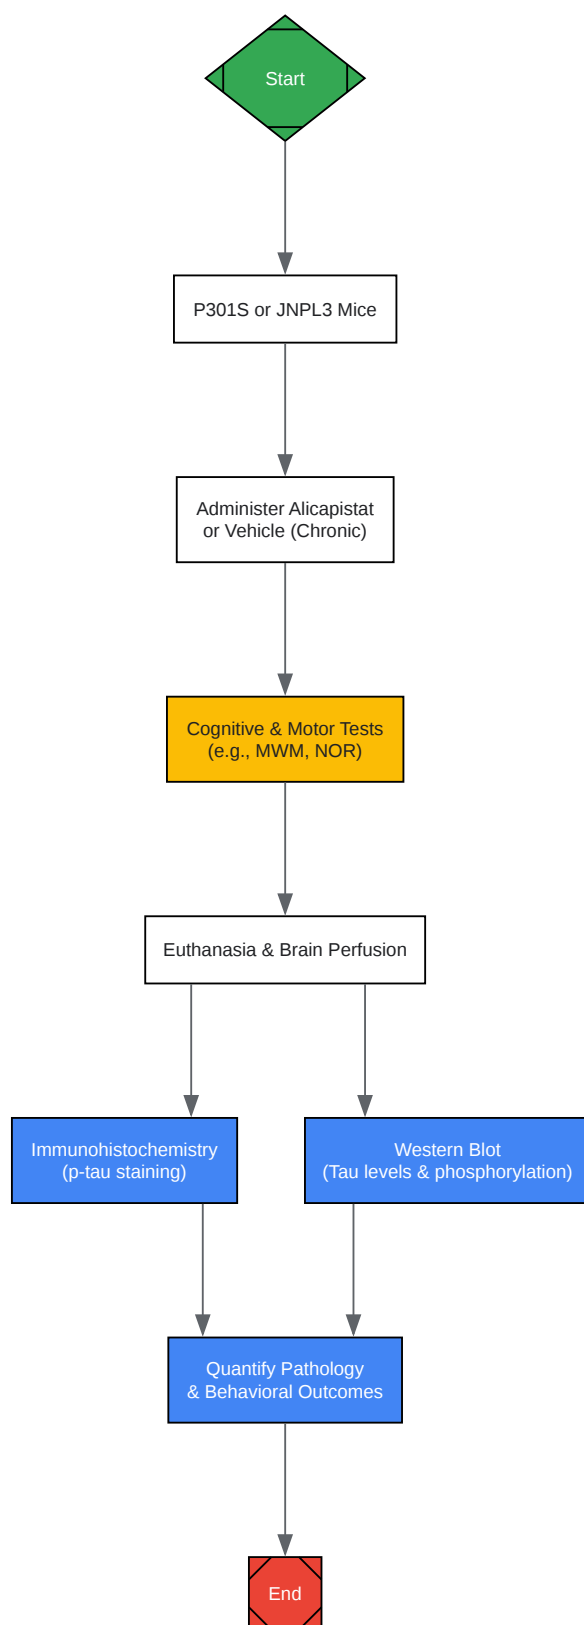 Start
P301S or JNPL3 Mice
Administer Alicapistat
or Vehicle (Chronic)
Cognitive & Motor Tests
(e.g., MWM, NOR)
Euthanasia & Brain Perfusion
Immunohistochemistry
(p-tau staining)
Western Blot
(Tau levels & phosphorylation)
Quantify Pathology
& Behavioral Outcomes
End